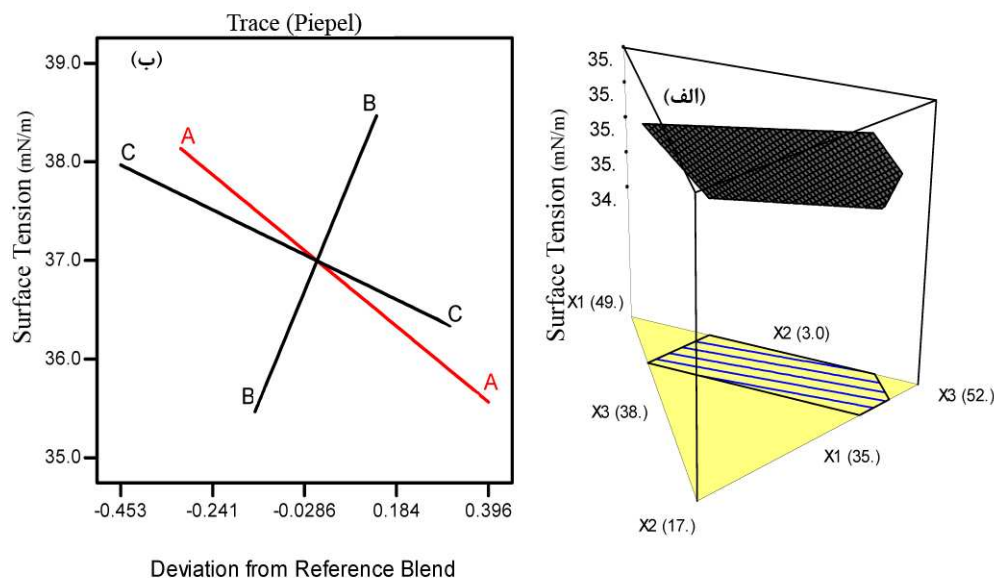 Trace (Piepel)
(ب)
Surface Tension (mN/m)
39.0
38.0
37.0
36.0
35.0
A
A
B
B
C
C
-0.453
-0.241
-0.0286
0.184
0.396
Deviation from Reference Blend
(الف)
Surface Tension (mN/m)
35.
35.
35.
35.
34.
X1 (49.)
X2 (3.0)
X3 (38.)
X3 (52.)
X1 (35.)
X2 (17.)